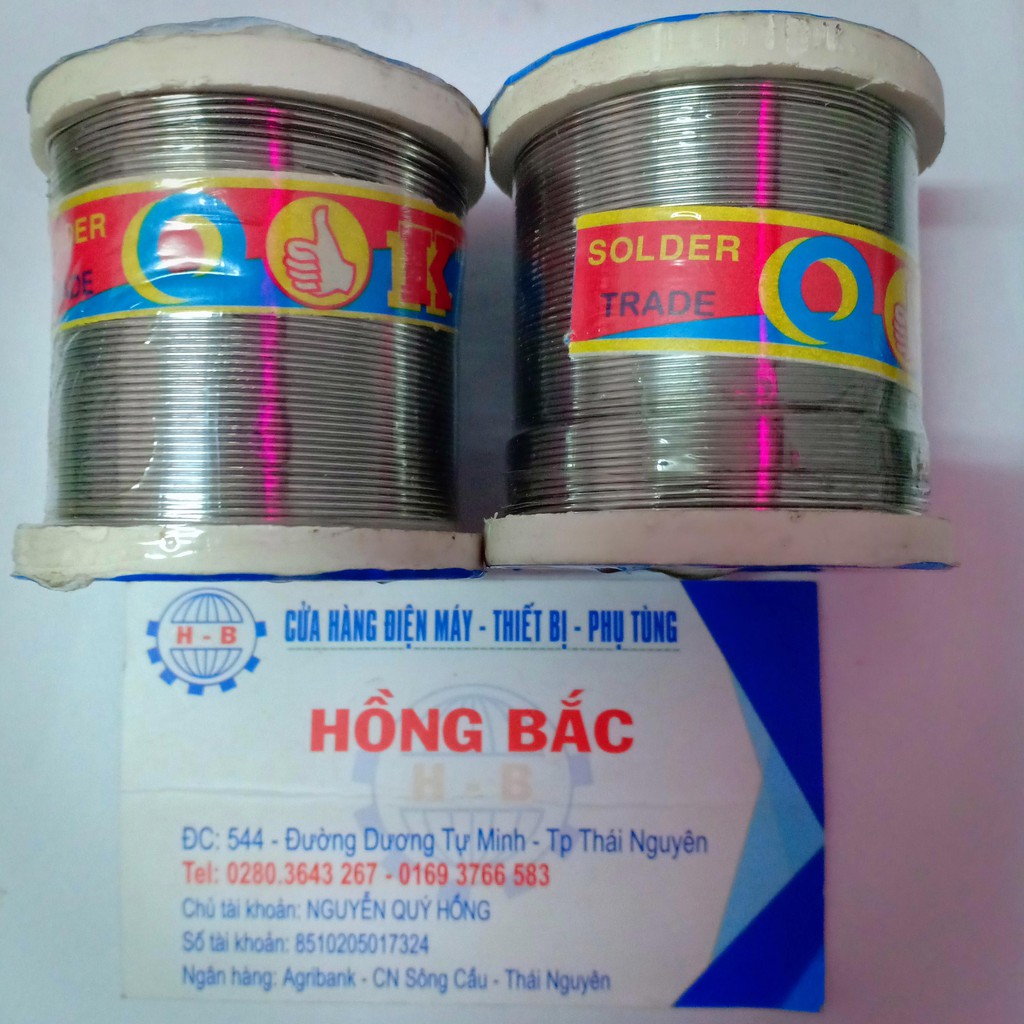 SOLDER
TRADE
K
SOLDER
TRADE
H - B
CỬA HÀNG ĐIỆN MÁY - THIẾT BỊ - PHỤ TÙNG
HỒNG BẮC
H - B
ĐC: 544 - Đường Dương Tự Minh - Tp Thái Nguyên
Tel: 0280.3643 267 - 0169 3766 583
Chủ tài khoản: NGUYỄN QUÝ HỒNG
Số tài khoản: 8510205017324
Ngân hàng: Agribank - CN Sông Cầu - Thái Nguyên